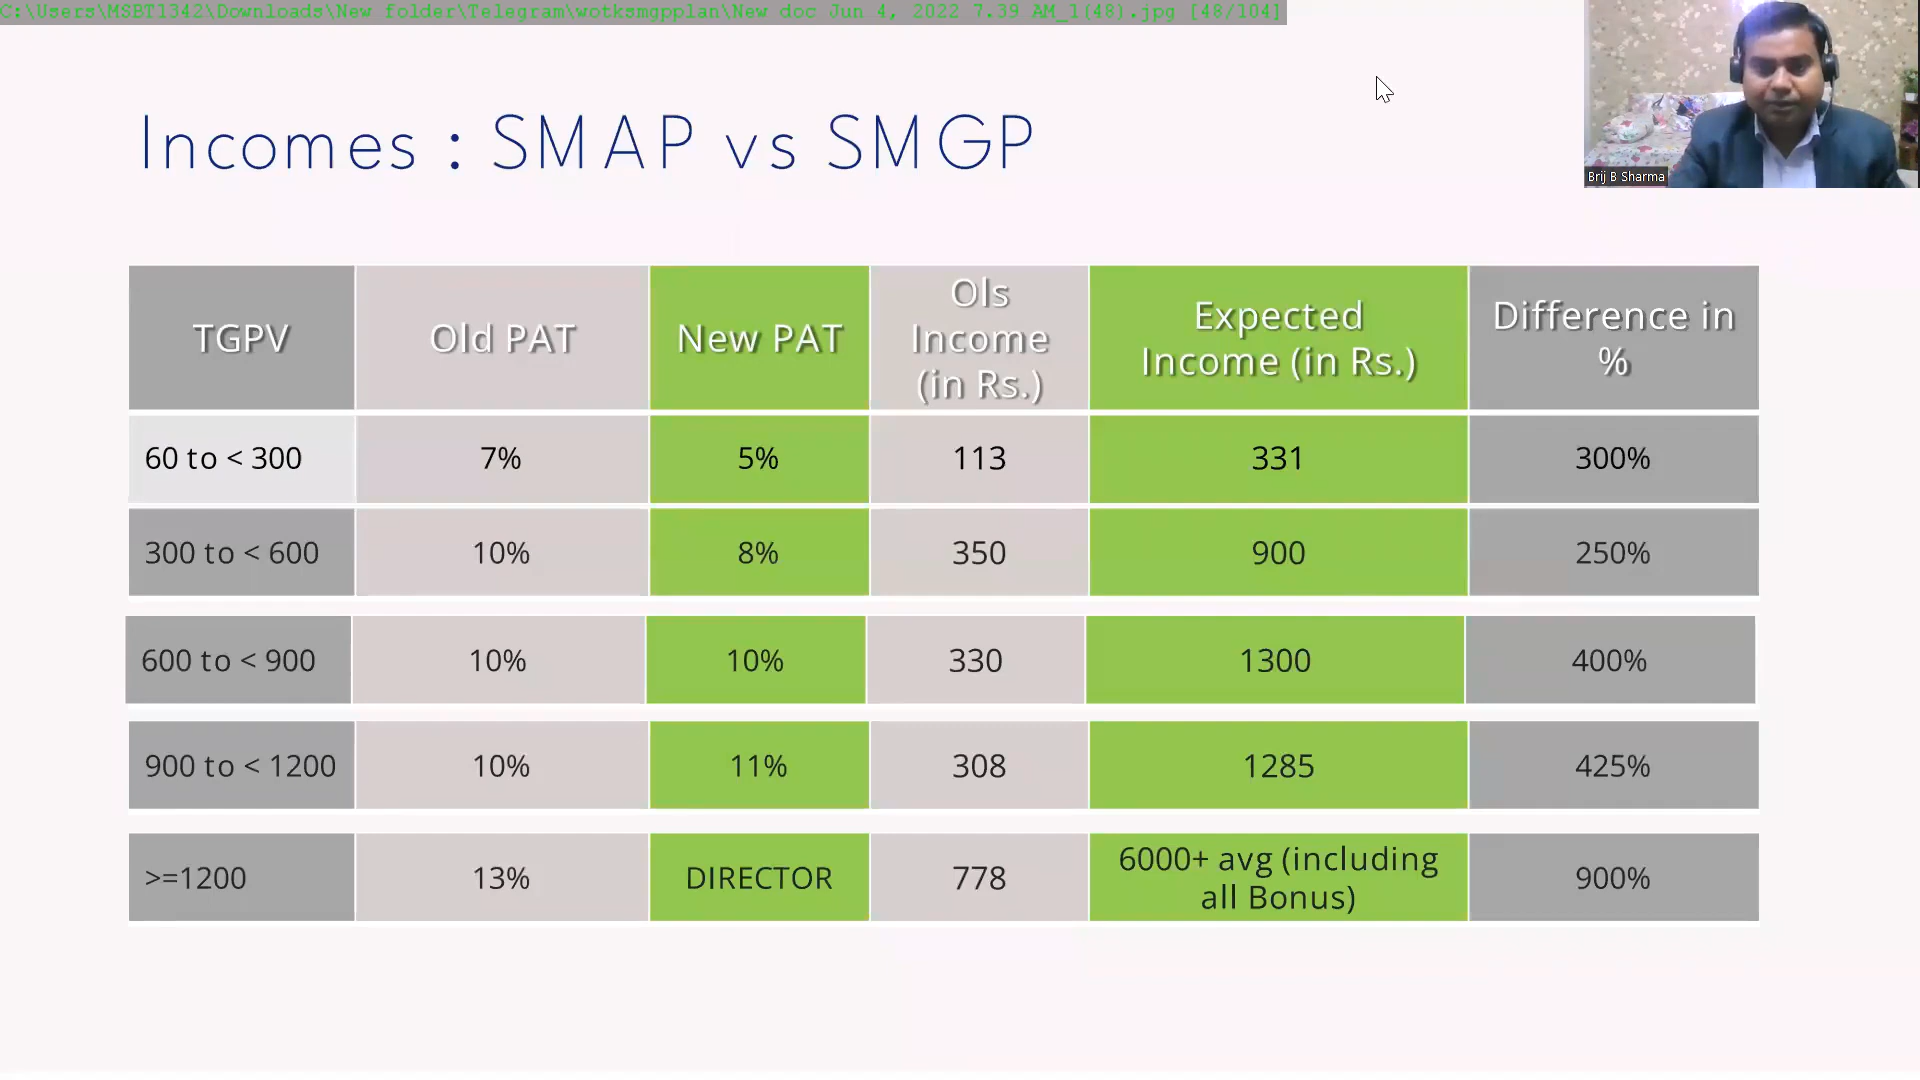 C:\Users\MSBT1342\Downloads\New folder\Telegram\wotksmgpplan\New doc Jun 4, 2022 7.39 AM_1(48).jpg [48/104]
Brij B Sharma
Incomes : SMAP vs SMGP
TGPV
Old PAT
New PAT
Ols
Income
(in Rs.)
Expected
Income (in Rs.)
Difference in
%
60 to < 300
7%
5%
113
331
300%
300 to < 600
10%
8%
350
900
250%
600 to < 900
10%
10%
330
1300
400%
900 to < 1200
10%
11%
308
1285
425%
>=1200
13%
DIRECTOR
778
6000+ avg (including
all Bonus)
900%